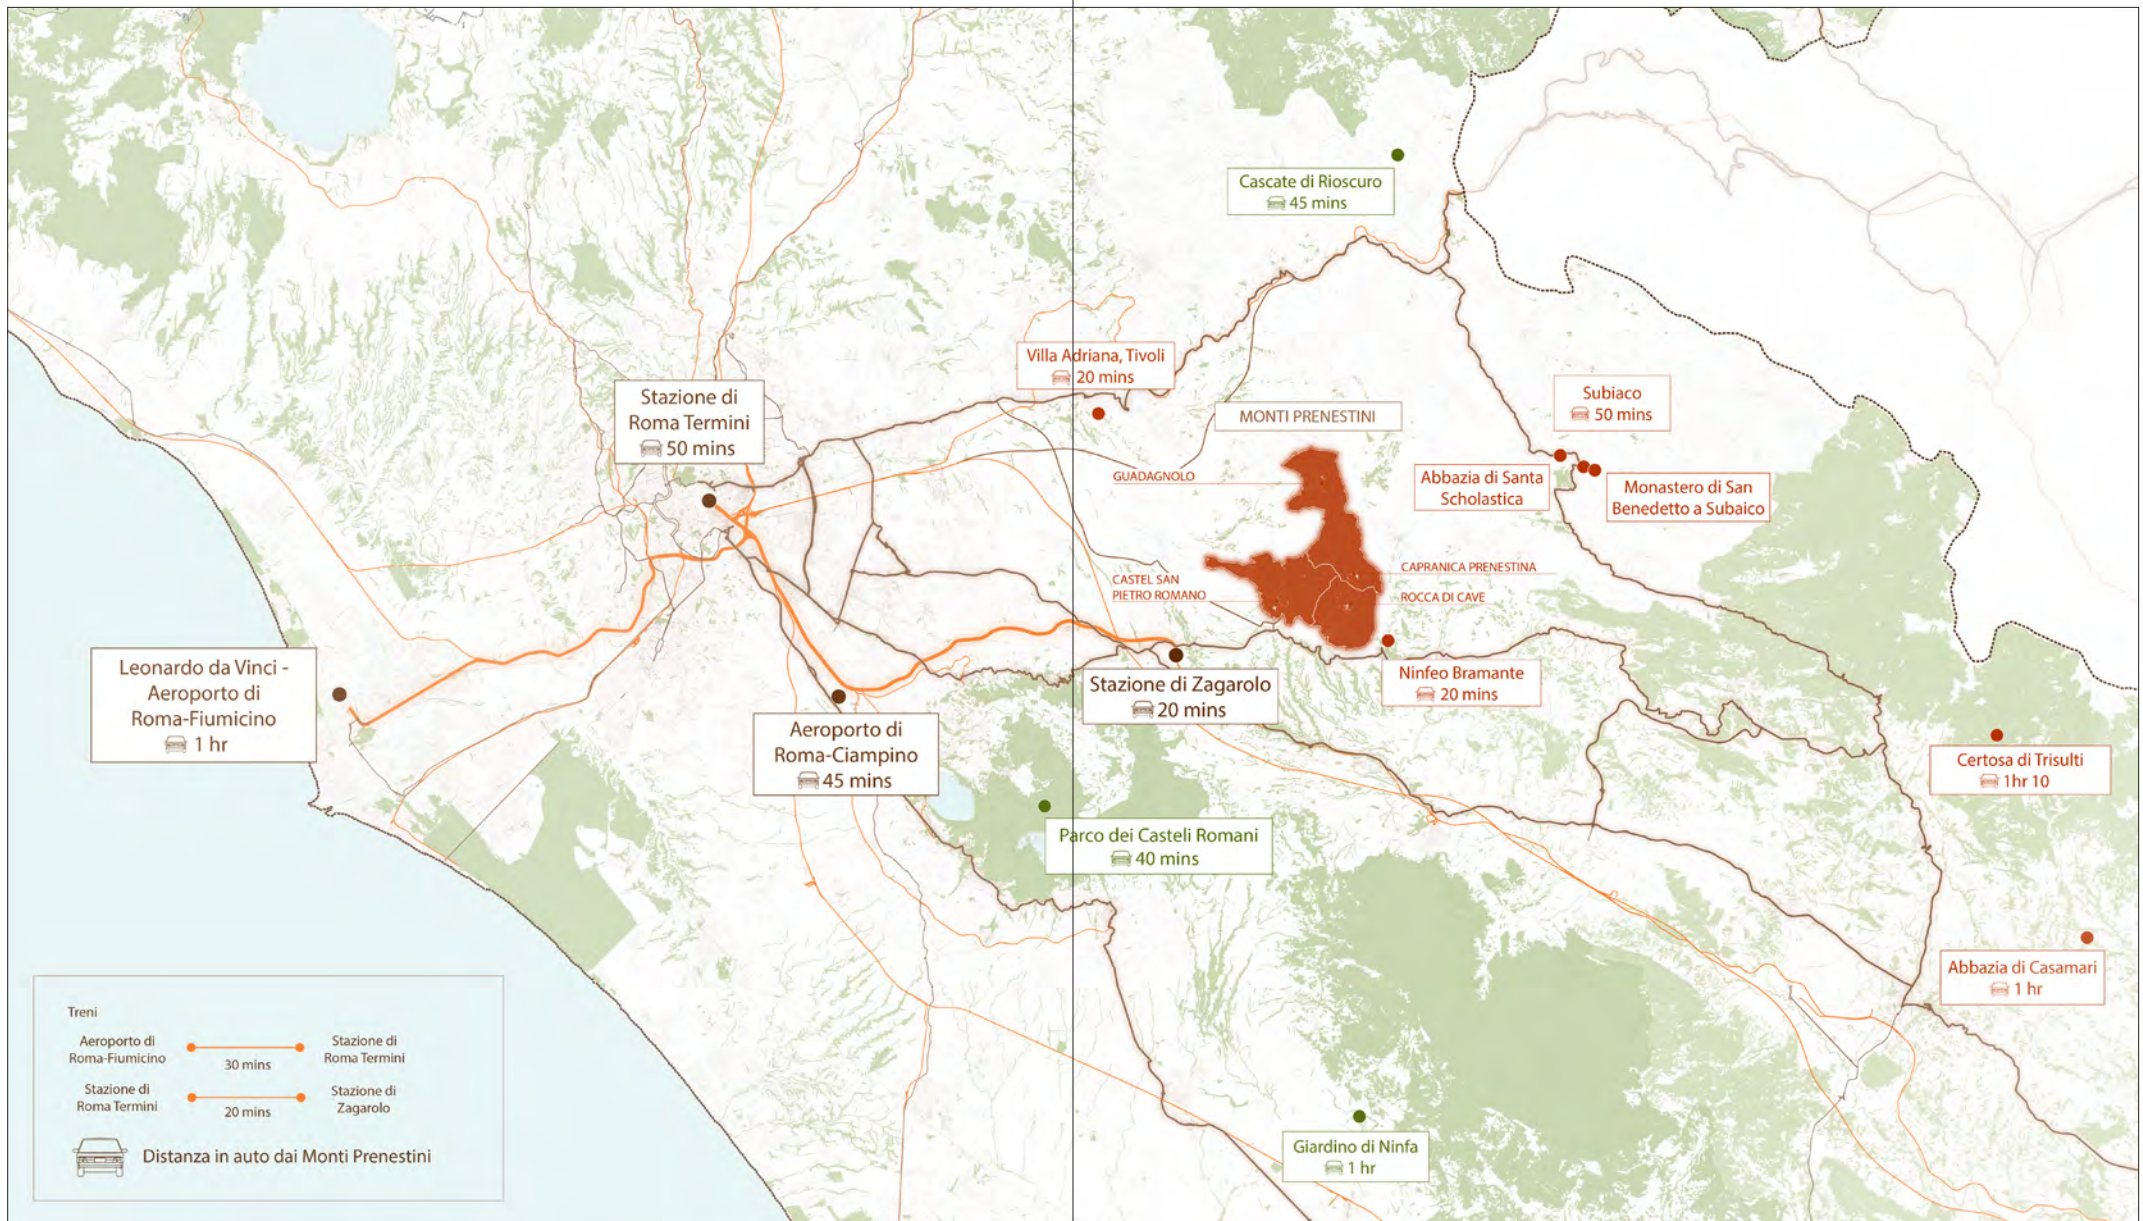 Cascate di Rioscuro
45 mins
Villa Adriana, Tivoli
20 mins
Stazione di
Roma Termini
50 mins
MONTI PRENESTINI
Subiaco
50 mins
GUADAGNOLO
Abbazia di Santa
Scholastica
Monastero di San
Benedetto a Subaico
CAPRANICA PRENESTINA
CASTEL SAN
PIETRO ROMANO
ROCCA DI CAVE
Leonardo da Vinci -
Aeroporto di
Roma-Fiumicino
1 hr
Stazione di Zagarolo
20 mins
Ninfeo Bramante
20 mins
Aeroporto di
Roma-Ciampino
45 mins
Certosa di Trisulti
1hr 10
Parco dei Casteli Romani
40 mins
Abbazia di Casamari
1 hr
Giardino di Ninfa
1 hr
Treni
Aeroporto di
Roma-Fiumicino
30 mins
Stazione di
Roma Termini
Stazione di
Roma Termini
20 mins
Stazione di
Zagarolo
Distanza in auto dai Monti Prenestini